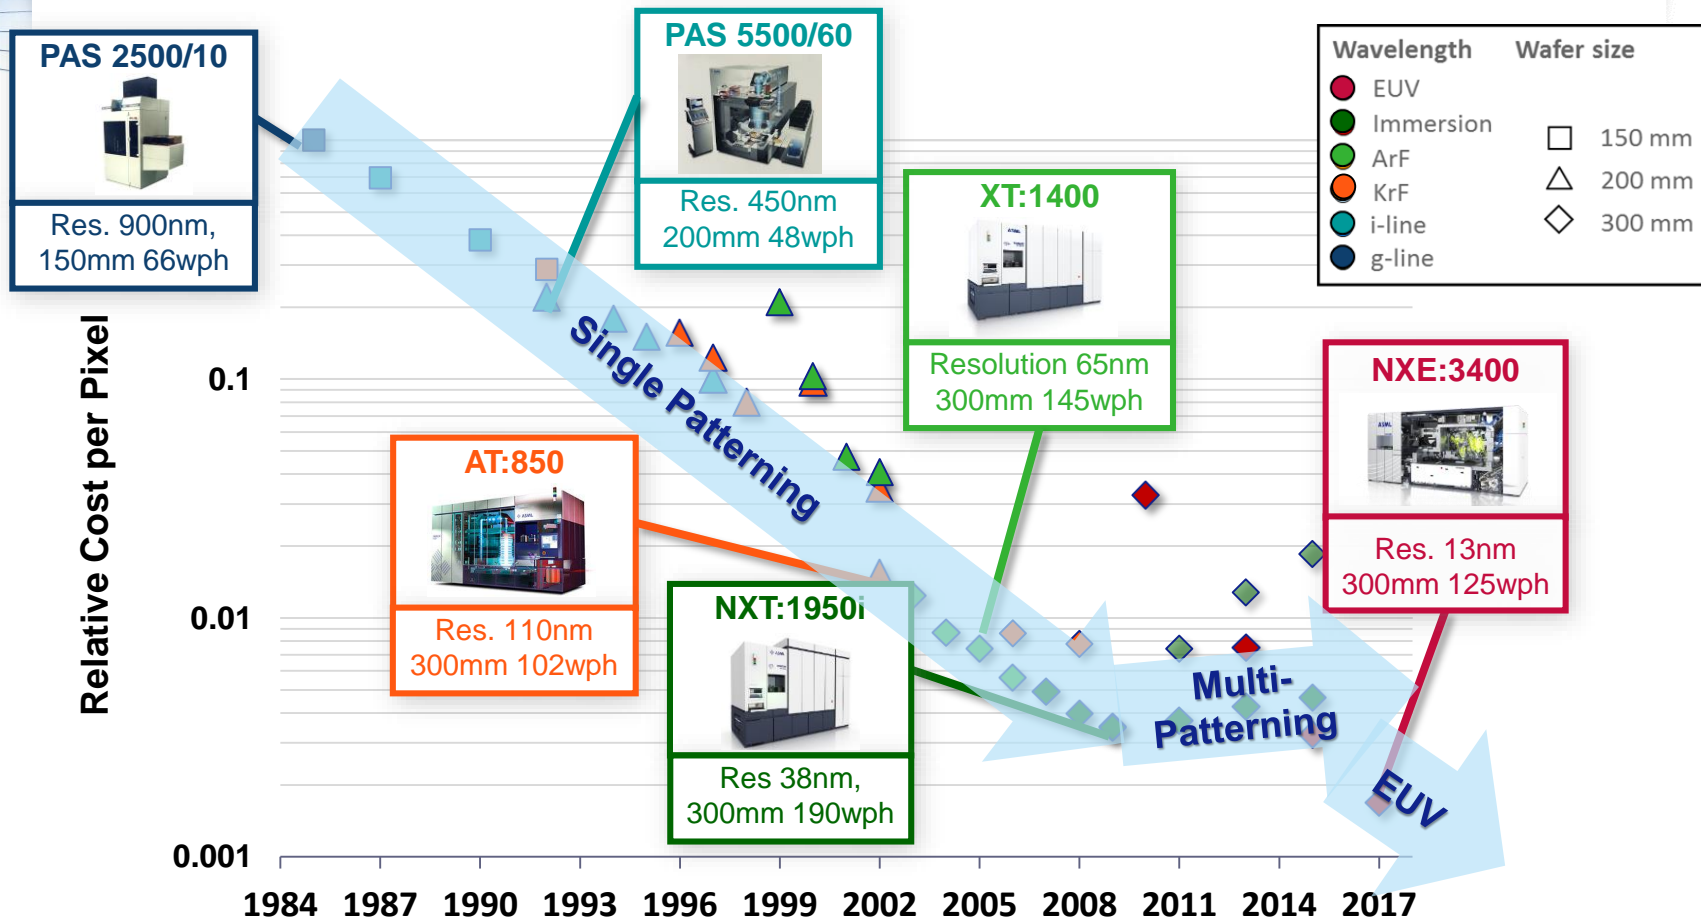 PAS 2500/10
Res. 900nm,
150mm 66wph
PAS 5500/60
Res. 450nm
200mm 48wph
XT:1400
Resolution 65nm
300mm 145wph
Wavelength Wafer size
EUV
Immersion
ArF
KrF
i-line
g-line
150 mm
200 mm
300 mm
NXE:3400
ASML
Res. 13nm
300mm 125wph
AT:850
ASML
Res. 110nm
300mm 102wph
NXT:1950i
Res 38nm,
300mm 190wph
Single Patterning
Multi-
Patterning
EUV
Relative Cost per Pixel
0.1
0.01
0.001
1984 1987 1990 1993 1996 1999 2002 2005 2008 2011 2014 2017